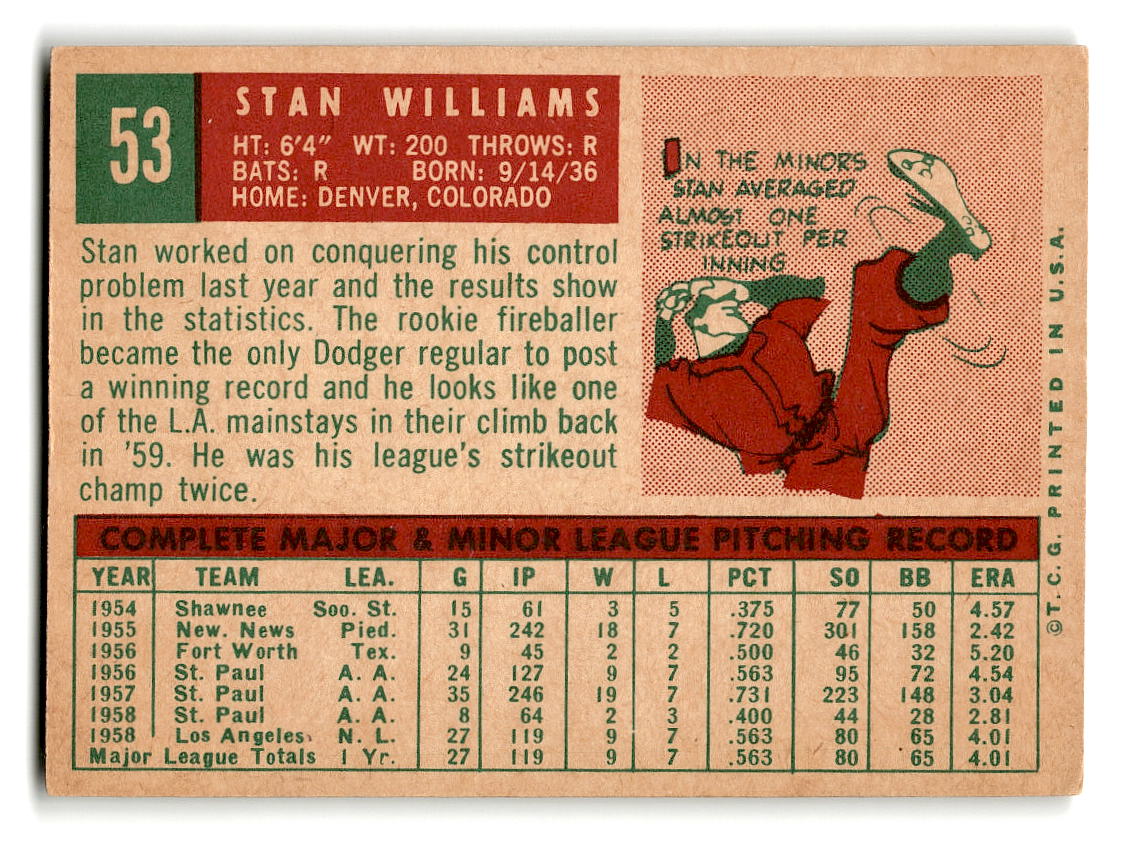 53
STAN WILLIAMS
HT: 6'4" WT: 200 THROWS: R
BATS: R BORN: 9/14/36
HOME: DENVER, COLORADO
Stan worked on conquering his control
problem last year and the results show
in the statistics. The rookie fireballer
became the only Dodger regular to post
a winning record and he looks like one
of the L.A. mainstays in their climb back
in '59. He was his league's strikeout
champ twice.
IN THE MINORS
STAN AVERAGED
ALMOST ONE
STRIKEOUT PER
INNING
COMPLETE MAJOR & MINOR LEAGUE PITCHING RECORD
YEAR TEAM LEA. G IP W L PCT SO BB ERA
1954 Shawnee Soo. St. 15 61 3 5 .375 77 50 4.57
1955 New. News Pied. 31 242 18 7 .720 301 158 2.42
1956 Fort Worth Tex. 9 45 2 2 .500 46 32 5.20
1956 St. Paul A. A. 24 127 9 7 .563 95 72 4.54
1957 St. Paul A. A. 35 246 19 7 .731 223 148 3.04
1958 St. Paul A. A. 8 64 2 3 .400 44 28 2.81
1958 Los Angeles N. L. 27 119 9 7 .563 80 65 4.01
Major League Totals 1 Yr. 27 119 9 7 .563 80 65 4.01
©T. C. G. PRINTED IN U.S.A.